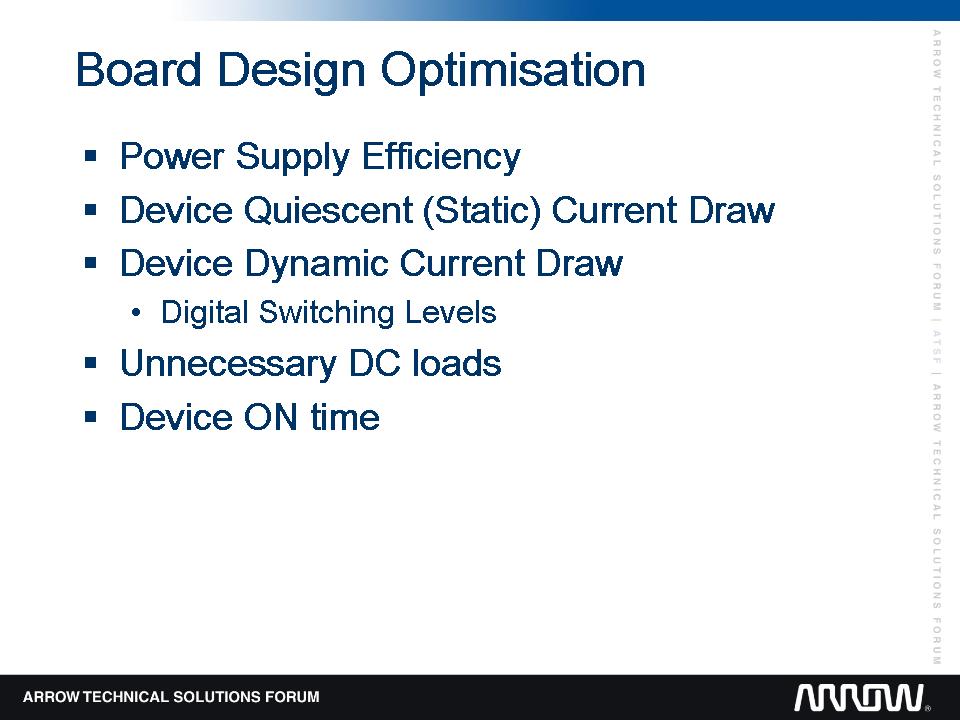 Board Design Optimisation
▪ Power Supply Efficiency
▪ Device Quiescent (Static) Current Draw
▪ Device Dynamic Current Draw
• Digital Switching Levels
▪ Unnecessary DC loads
▪ Device ON time
ARROW TECHNICAL SOLUTIONS FORUM | ATSF | ARROW TECHNICAL SOLUTIONS FORUM
ARROW TECHNICAL SOLUTIONS FORUM
ARROW®